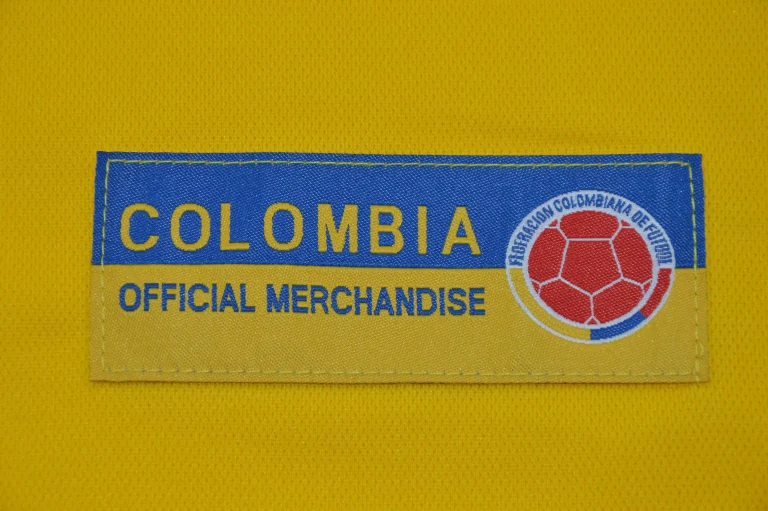 COLOMBIA
OFFICIAL MERCHANDISE
FEDERACION COLOMBIANA DE FUTBOL